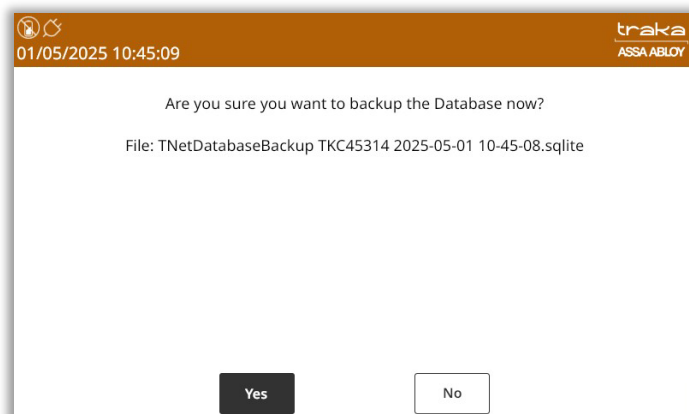 01/05/2025 10:45:09
traka
ASSA ABLOY
Are you sure you want to backup the Database now?
File: TNetDatabaseBackup TKC45314 2025-05-01 10-45-08.sqlite
Yes
No